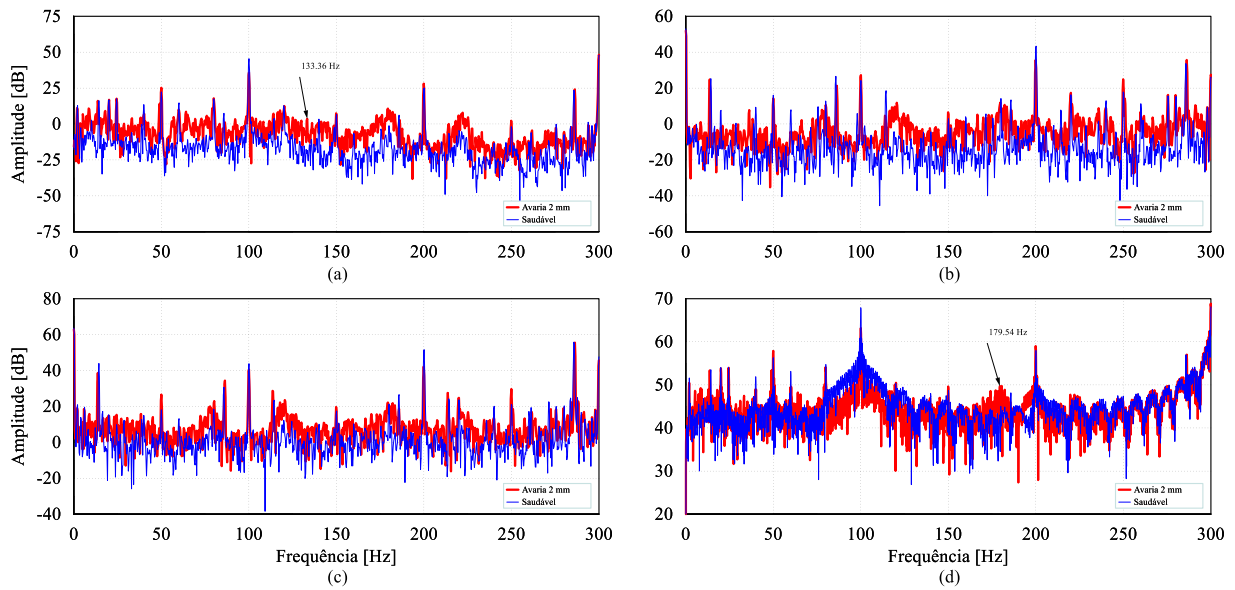 75
50
25
0
-25
-50
-75
Amplitude [dB]
133.36 Hz
Avaria 2 mm
Saudável
0 50 100 150 200 250 300
(a)
60
40
20
0
-20
-40
-60
Avaria 2 mm
Saudável
0 50 100 150 200 250 300
(b)
80
60
40
20
0
-20
-40
Amplitude [dB]
Avaria 2 mm
Saudável
0 50 100 150 200 250 300
Frequência [Hz]
(c)
70
60
50
40
30
20
179.54 Hz
Avaria 2 mm
Saudável
0 50 100 150 200 250 300
Frequência [Hz]
(d)